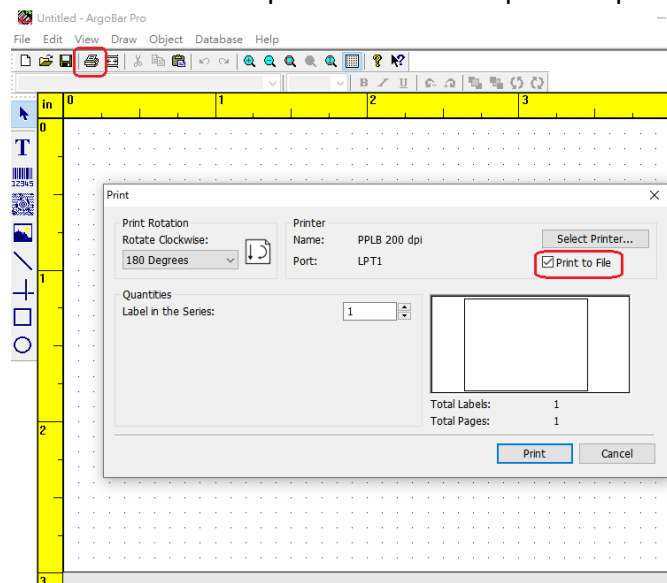 Untitled - ArgoBar Pro
File Edit View Draw Object Database Help
B I U
in 0 1 2 3
0
T
12345
Print
Print Rotation
Rotate Clockwise:
180 Degrees
Printer
Name: PPLB 200 dpi
Port: LPT1
Select Printer...
Print to File
1
Quantities
Label in the Series: 1
Total Labels: 1
Total Pages: 1
2
Print Cancel
3